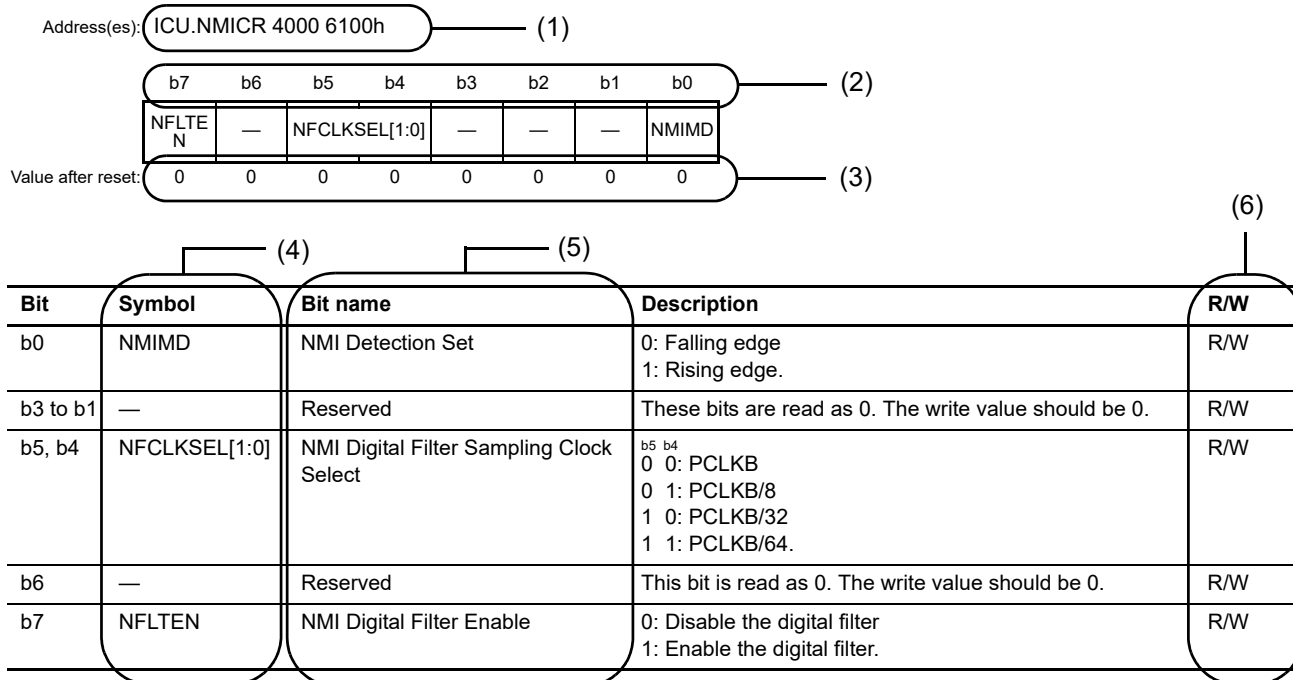 Address(es): ICU.NMICR 4000 6100h (1)
b7 b6 b5 b4 b3 b2 b1 b0 (2)
NFLTE
N — NFCLKSEL[1:0] — — — NMIMD
Value after reset: 0 0 0 0 0 0 0 0 (3)
(6)
(4) (5)
Bit Symbol Bit name Description R/W
b0 NMIMD NMI Detection Set 0: Falling edge R/W
1: Rising edge.
b3 to b1 — Reserved These bits are read as 0. The write value should be 0. R/W
b5, b4 NFCLKSEL[1:0] NMI Digital Filter Sampling Clock b5 b4 R/W
Select 0 0: PCLKB
0 1: PCLKB/8
1 0: PCLKB/32
1 1: PCLKB/64.
b6 — Reserved This bit is read as 0. The write value should be 0. R/W
b7 NFLTEN NMI Digital Filter Enable 0: Disable the digital filter R/W
1: Enable the digital filter.